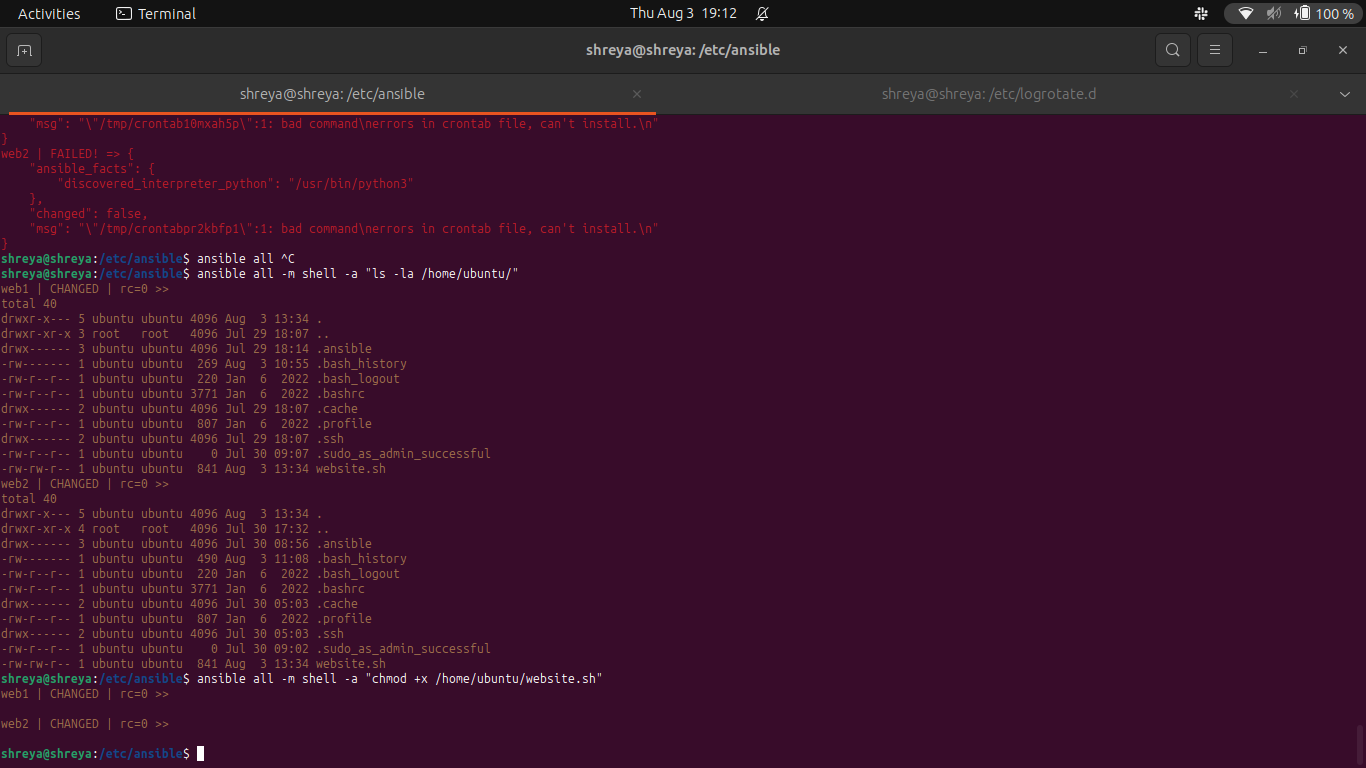 Activities Terminal Thu Aug 3 19:12 100 %
shreya@shreya: /etc/ansible
shreya@shreya: /etc/ansible shreya@shreya: /etc/logrotate.d
    "msg": "\"/tmp/crontab10mxah5p\":1: bad command\nerrors in crontab file, can't install.\n"
}
web2 | FAILED! => {
    "ansible_facts": {
        "discovered_interpreter_python": "/usr/bin/python3"
    },
    "changed": false,
    "msg": "\"/tmp/crontabpr2kbfp1\":1: bad command\nerrors in crontab file, can't install.\n"
}
shreya@shreya:/etc/ansible$ ansible all ^C
shreya@shreya:/etc/ansible$ ansible all -m shell -a "ls -la /home/ubuntu/"
web1 | CHANGED | rc=0 >>
total 40
drwxr-x--- 5 ubuntu ubuntu 4096 Aug  3 13:34 .
drwxr-xr-x 3 root   root   4096 Jul 29 18:07 ..
drwx------ 3 ubuntu ubuntu 4096 Jul 29 18:14 .ansible
-rw------- 1 ubuntu ubuntu  269 Aug  3 10:55 .bash_history
-rw-r--r-- 1 ubuntu ubuntu  220 Jan  6  2022 .bash_logout
-rw-r--r-- 1 ubuntu ubuntu 3771 Jan  6  2022 .bashrc
drwx------ 2 ubuntu ubuntu 4096 Jul 29 18:07 .cache
-rw-r--r-- 1 ubuntu ubuntu  807 Jan  6  2022 .profile
drwx------ 2 ubuntu ubuntu 4096 Jul 29 18:07 .ssh
-rw-r--r-- 1 ubuntu ubuntu    0 Jul 30 09:07 .sudo_as_admin_successful
-rw-rw-r-- 1 ubuntu ubuntu  841 Aug  3 13:34 website.sh
web2 | CHANGED | rc=0 >>
total 40
drwxr-x--- 5 ubuntu ubuntu 4096 Aug  3 13:34 .
drwxr-xr-x 4 root   root   4096 Jul 30 17:32 ..
drwx------ 3 ubuntu ubuntu 4096 Jul 30 08:56 .ansible
-rw------- 1 ubuntu ubuntu  490 Aug  3 11:08 .bash_history
-rw-r--r-- 1 ubuntu ubuntu  220 Jan  6  2022 .bash_logout
-rw-r--r-- 1 ubuntu ubuntu 3771 Jan  6  2022 .bashrc
drwx------ 2 ubuntu ubuntu 4096 Jul 30 05:03 .cache
-rw-r--r-- 1 ubuntu ubuntu  807 Jan  6  2022 .profile
drwx------ 2 ubuntu ubuntu 4096 Jul 30 05:03 .ssh
-rw-r--r-- 1 ubuntu ubuntu    0 Jul 30 09:02 .sudo_as_admin_successful
-rw-rw-r-- 1 ubuntu ubuntu  841 Aug  3 13:34 website.sh
shreya@shreya:/etc/ansible$ ansible all -m shell -a "chmod +x /home/ubuntu/website.sh"
web1 | CHANGED | rc=0 >>
web2 | CHANGED | rc=0 >>
shreya@shreya:/etc/ansible$